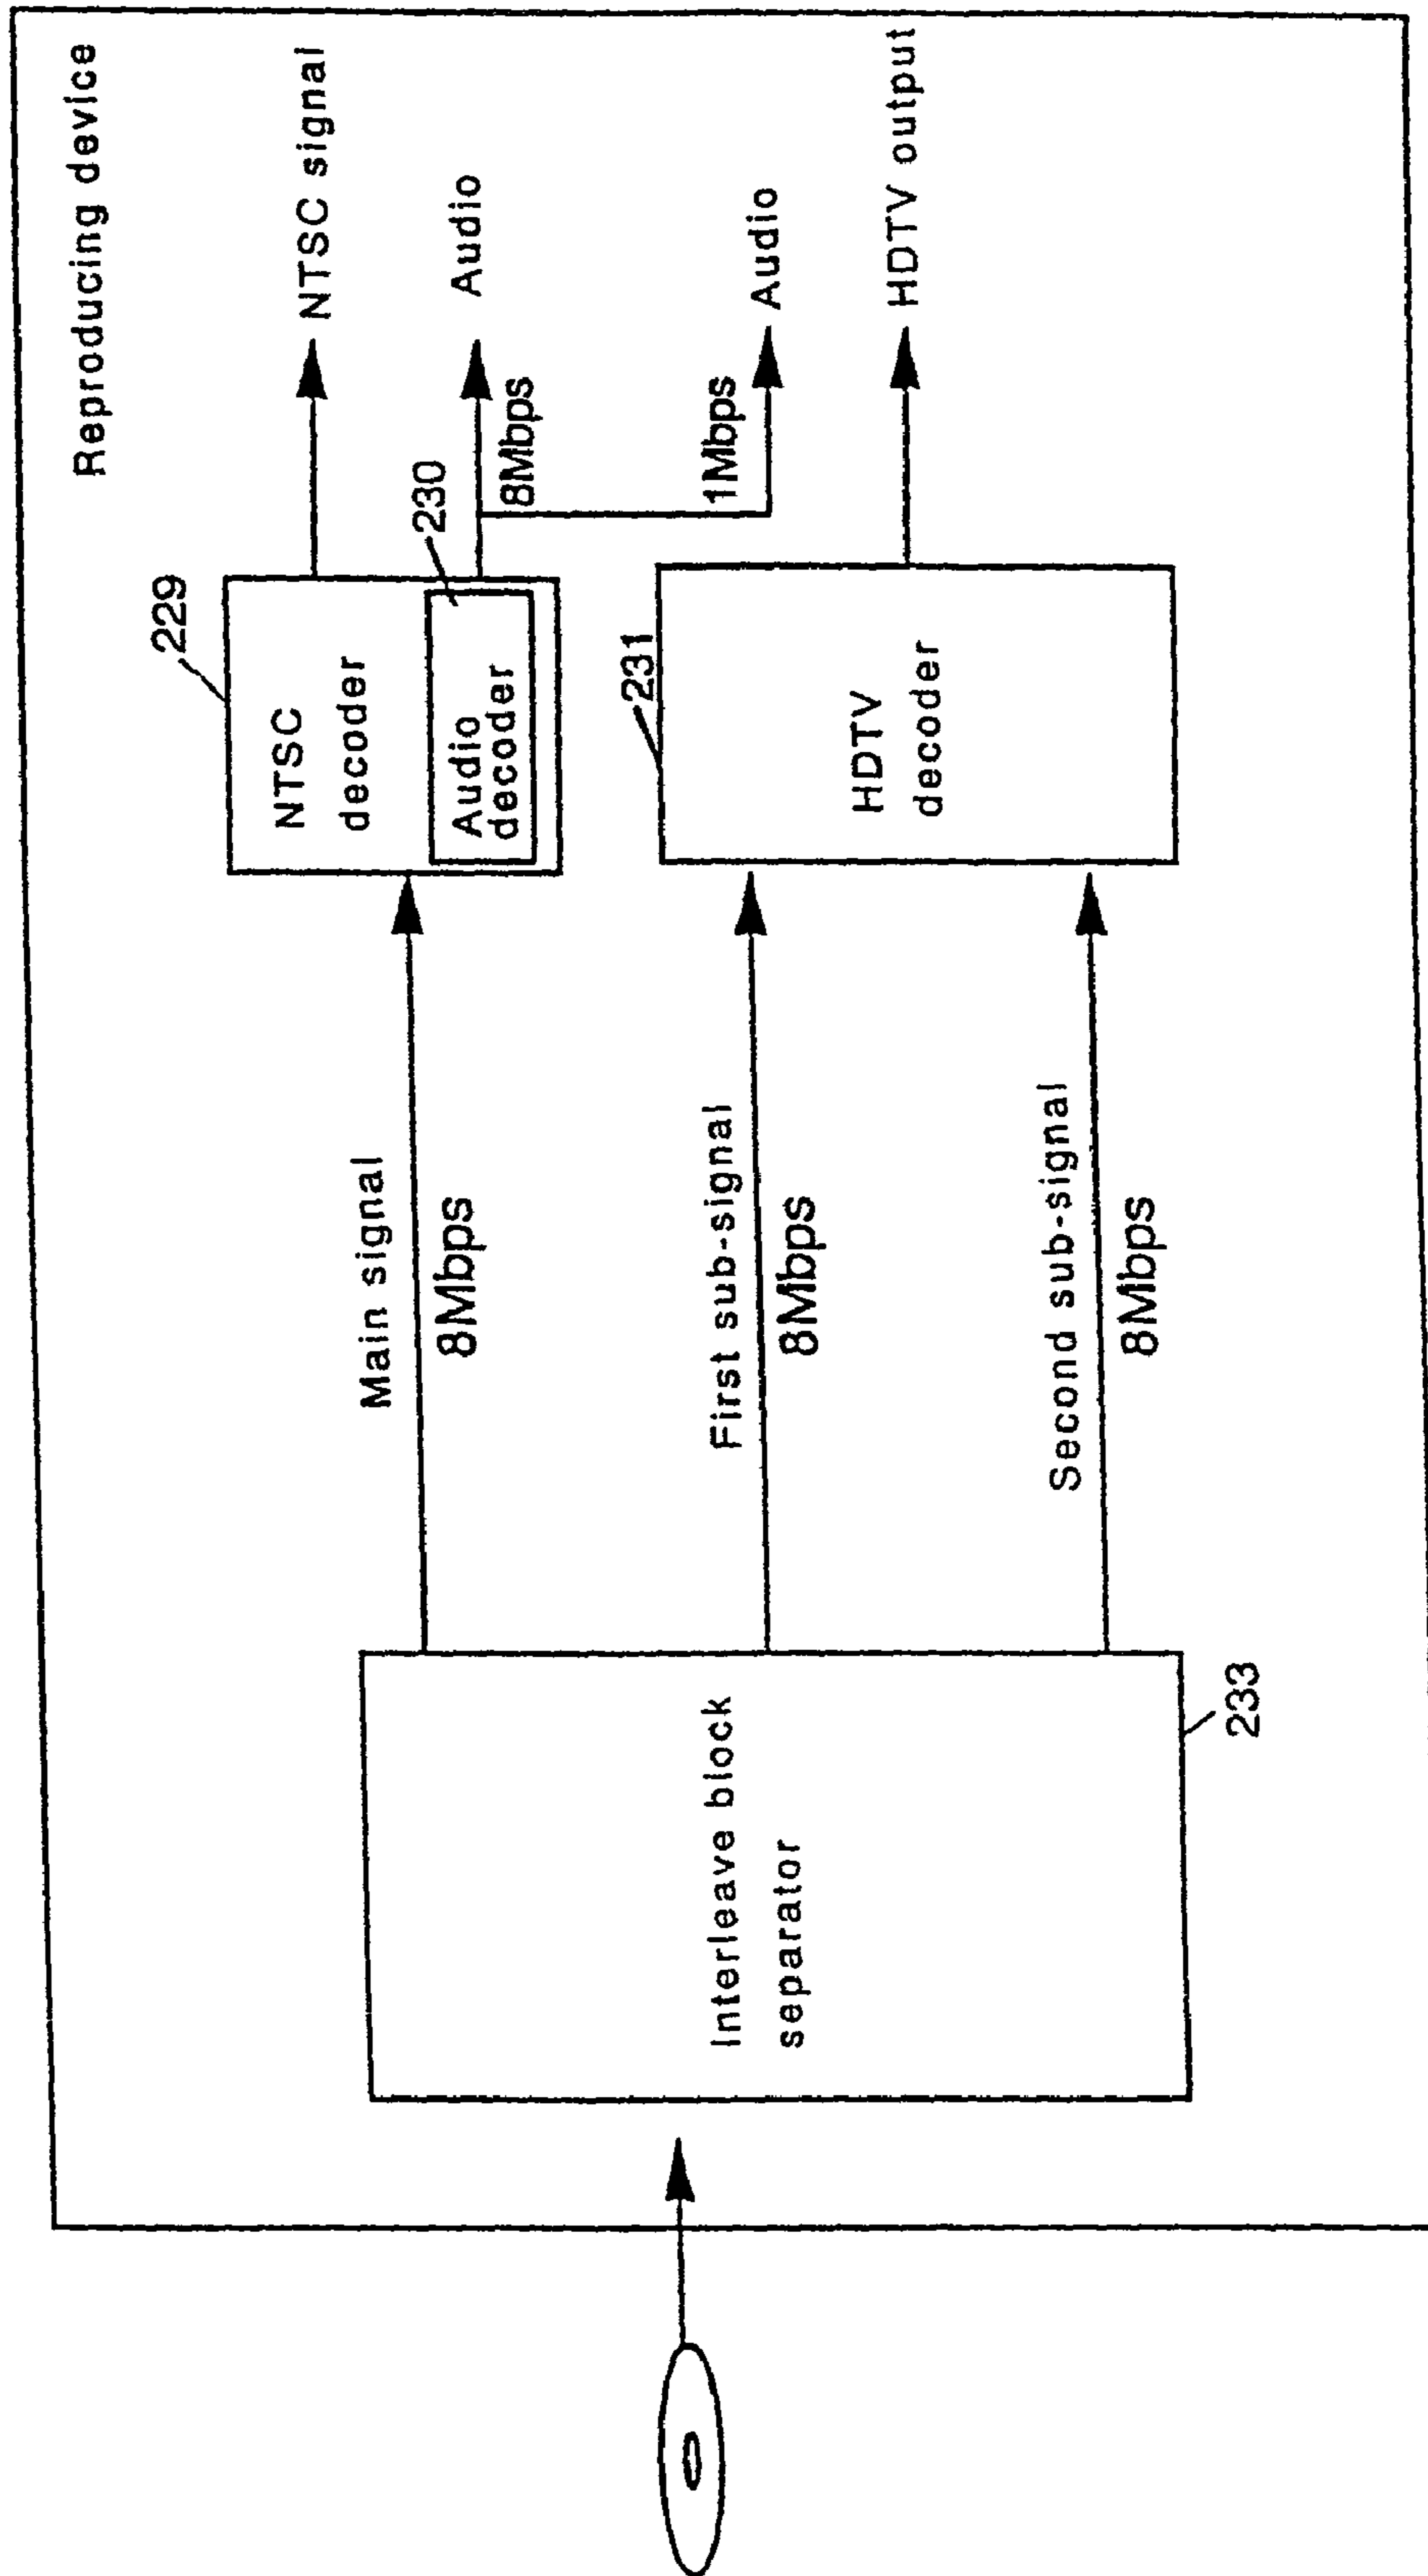 Reproducing device
229
NTSC
decoder
230
Audio
decoder
NTSC signal
Audio
8Mbps
1Mbps
Audio
231
HDTV
decoder
HDTV output
Main signal
8Mbps
First sub-signal
8Mbps
Second sub-signal
8Mbps
Interleave block
separator
233